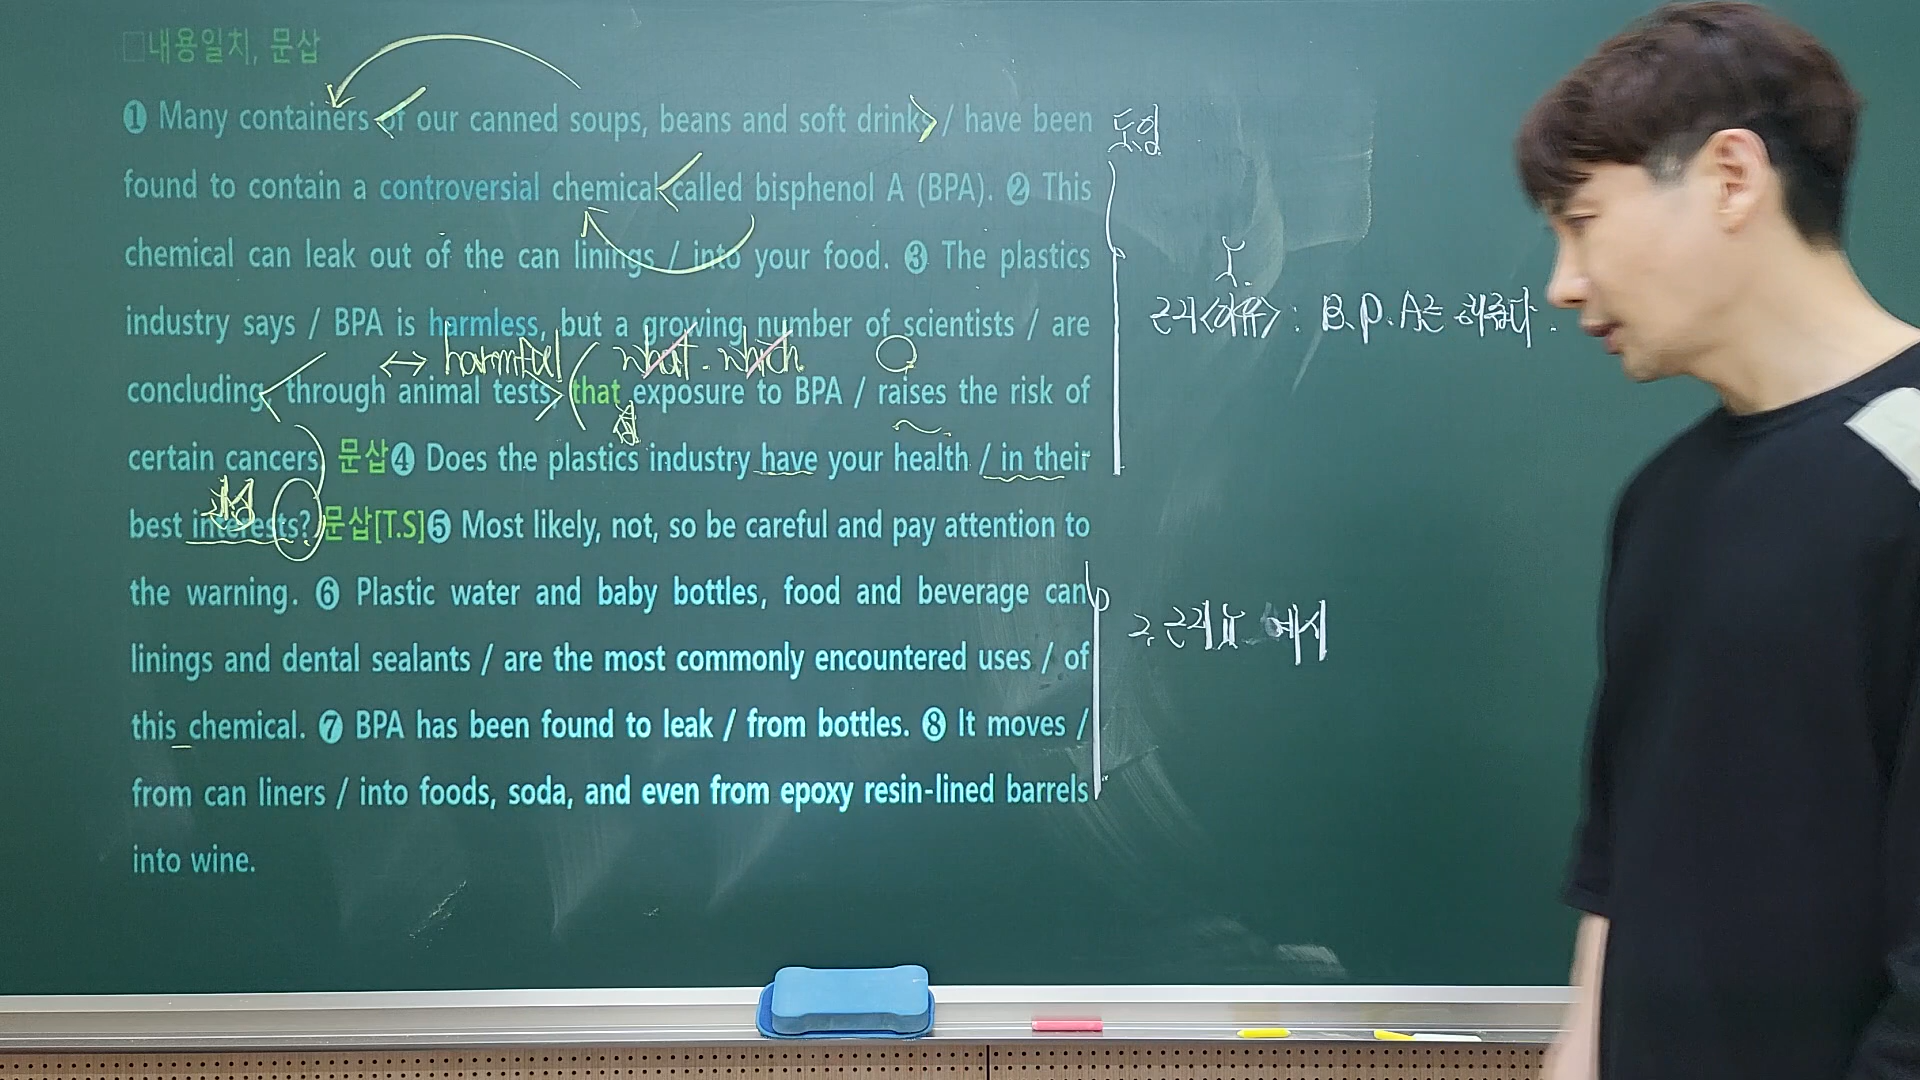 □내용일치, 문삽
❶ Many containers of our canned soups, beans and soft drinks / have been
도입
found to contain a controversial chemical called bisphenol A (BPA). ❷ This
chemical can leak out of the can linings / into your food. ❸ The plastics
industry says / BPA is harmless, but a growing number of scientists / are
근거<이유> : B.P.A는 해롭다.
↔ harmful what. which
concluding, through animal tests, that exposure to BPA / raises the risk of
certain cancers. 문삽❹ Does the plastics industry have your health / in their
best interests? 문삽[T.S]❺ Most likely, not, so be careful and pay attention to
the warning. ❻ Plastic water and baby bottles, food and beverage can
2. 근거 예시
linings and dental sealants / are the most commonly encountered uses / of
this chemical. ❼ BPA has been found to leak / from bottles. ❽ It moves /
from can liners / into foods, soda, and even from epoxy resin-lined barrels
into wine.